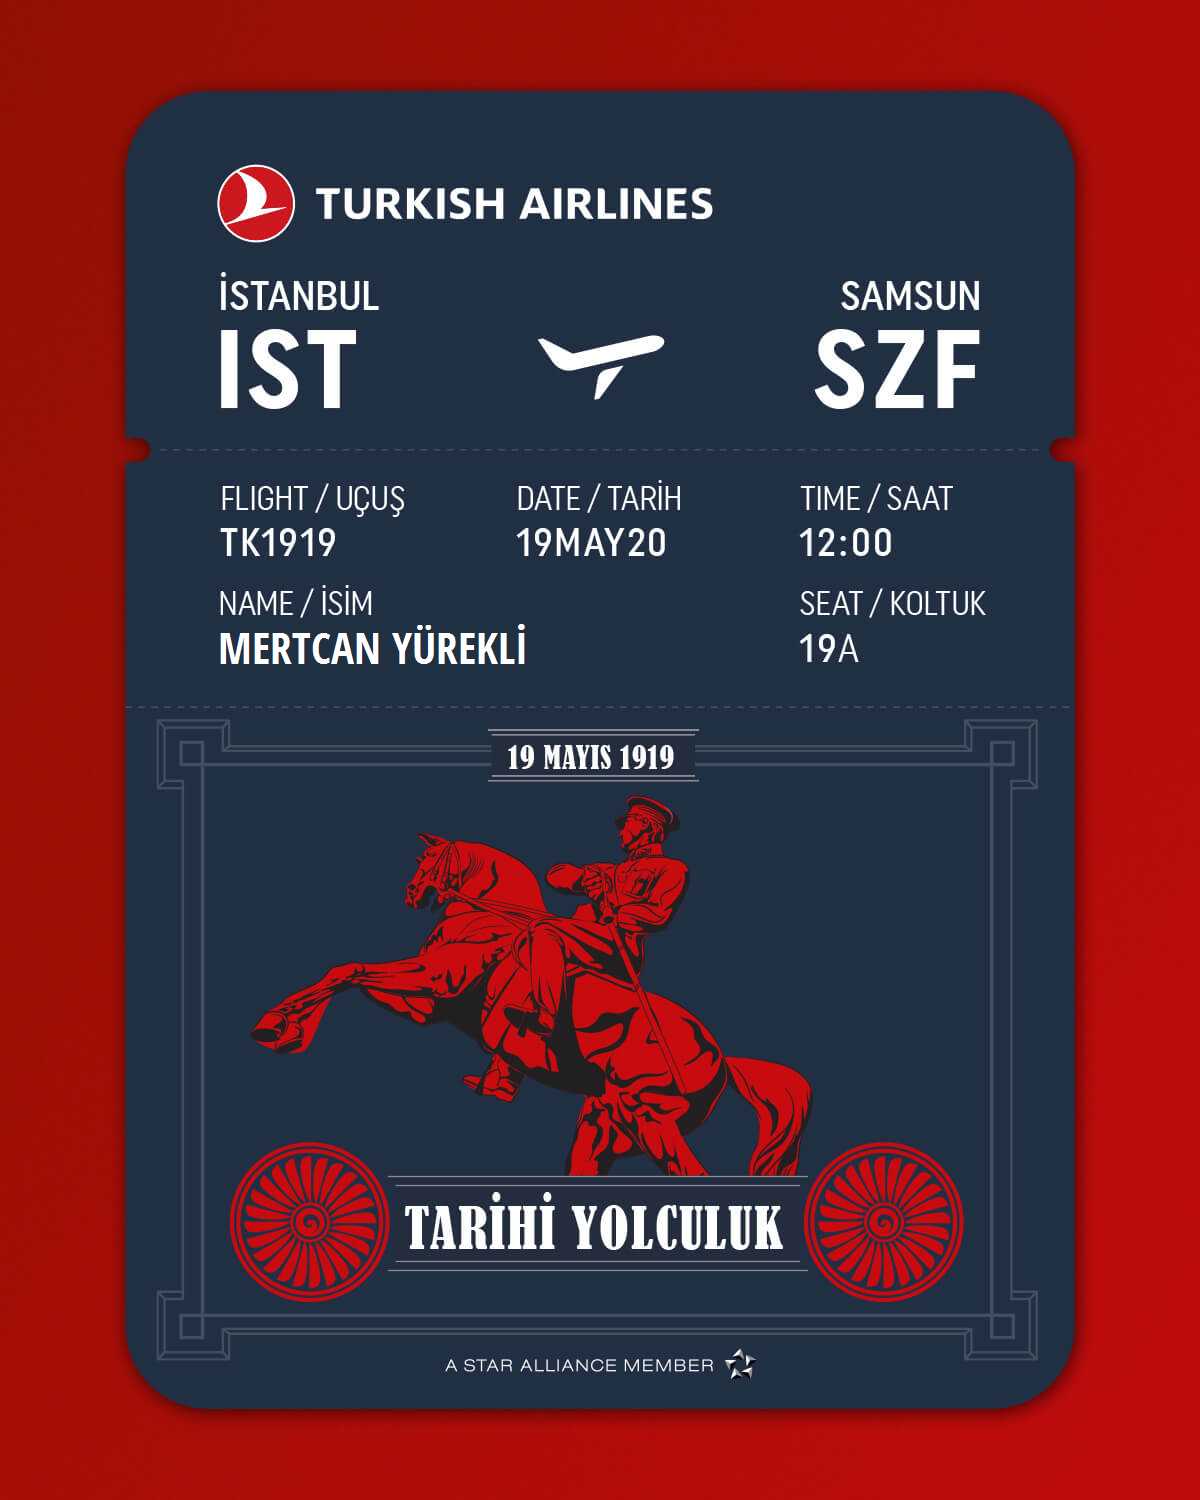 TURKISH AIRLINES
İSTANBUL SAMSUN
IST SZF
FLIGHT / UÇUŞ DATE / TARİH TIME / SAAT
TK1919 19MAY20 12:00
NAME / İSİM SEAT / KOLTUK
MERTCAN YÜREKLİ 19A
19 MAYIS 1919
TARİHİ YOLCULUK
A STAR ALLIANCE MEMBER